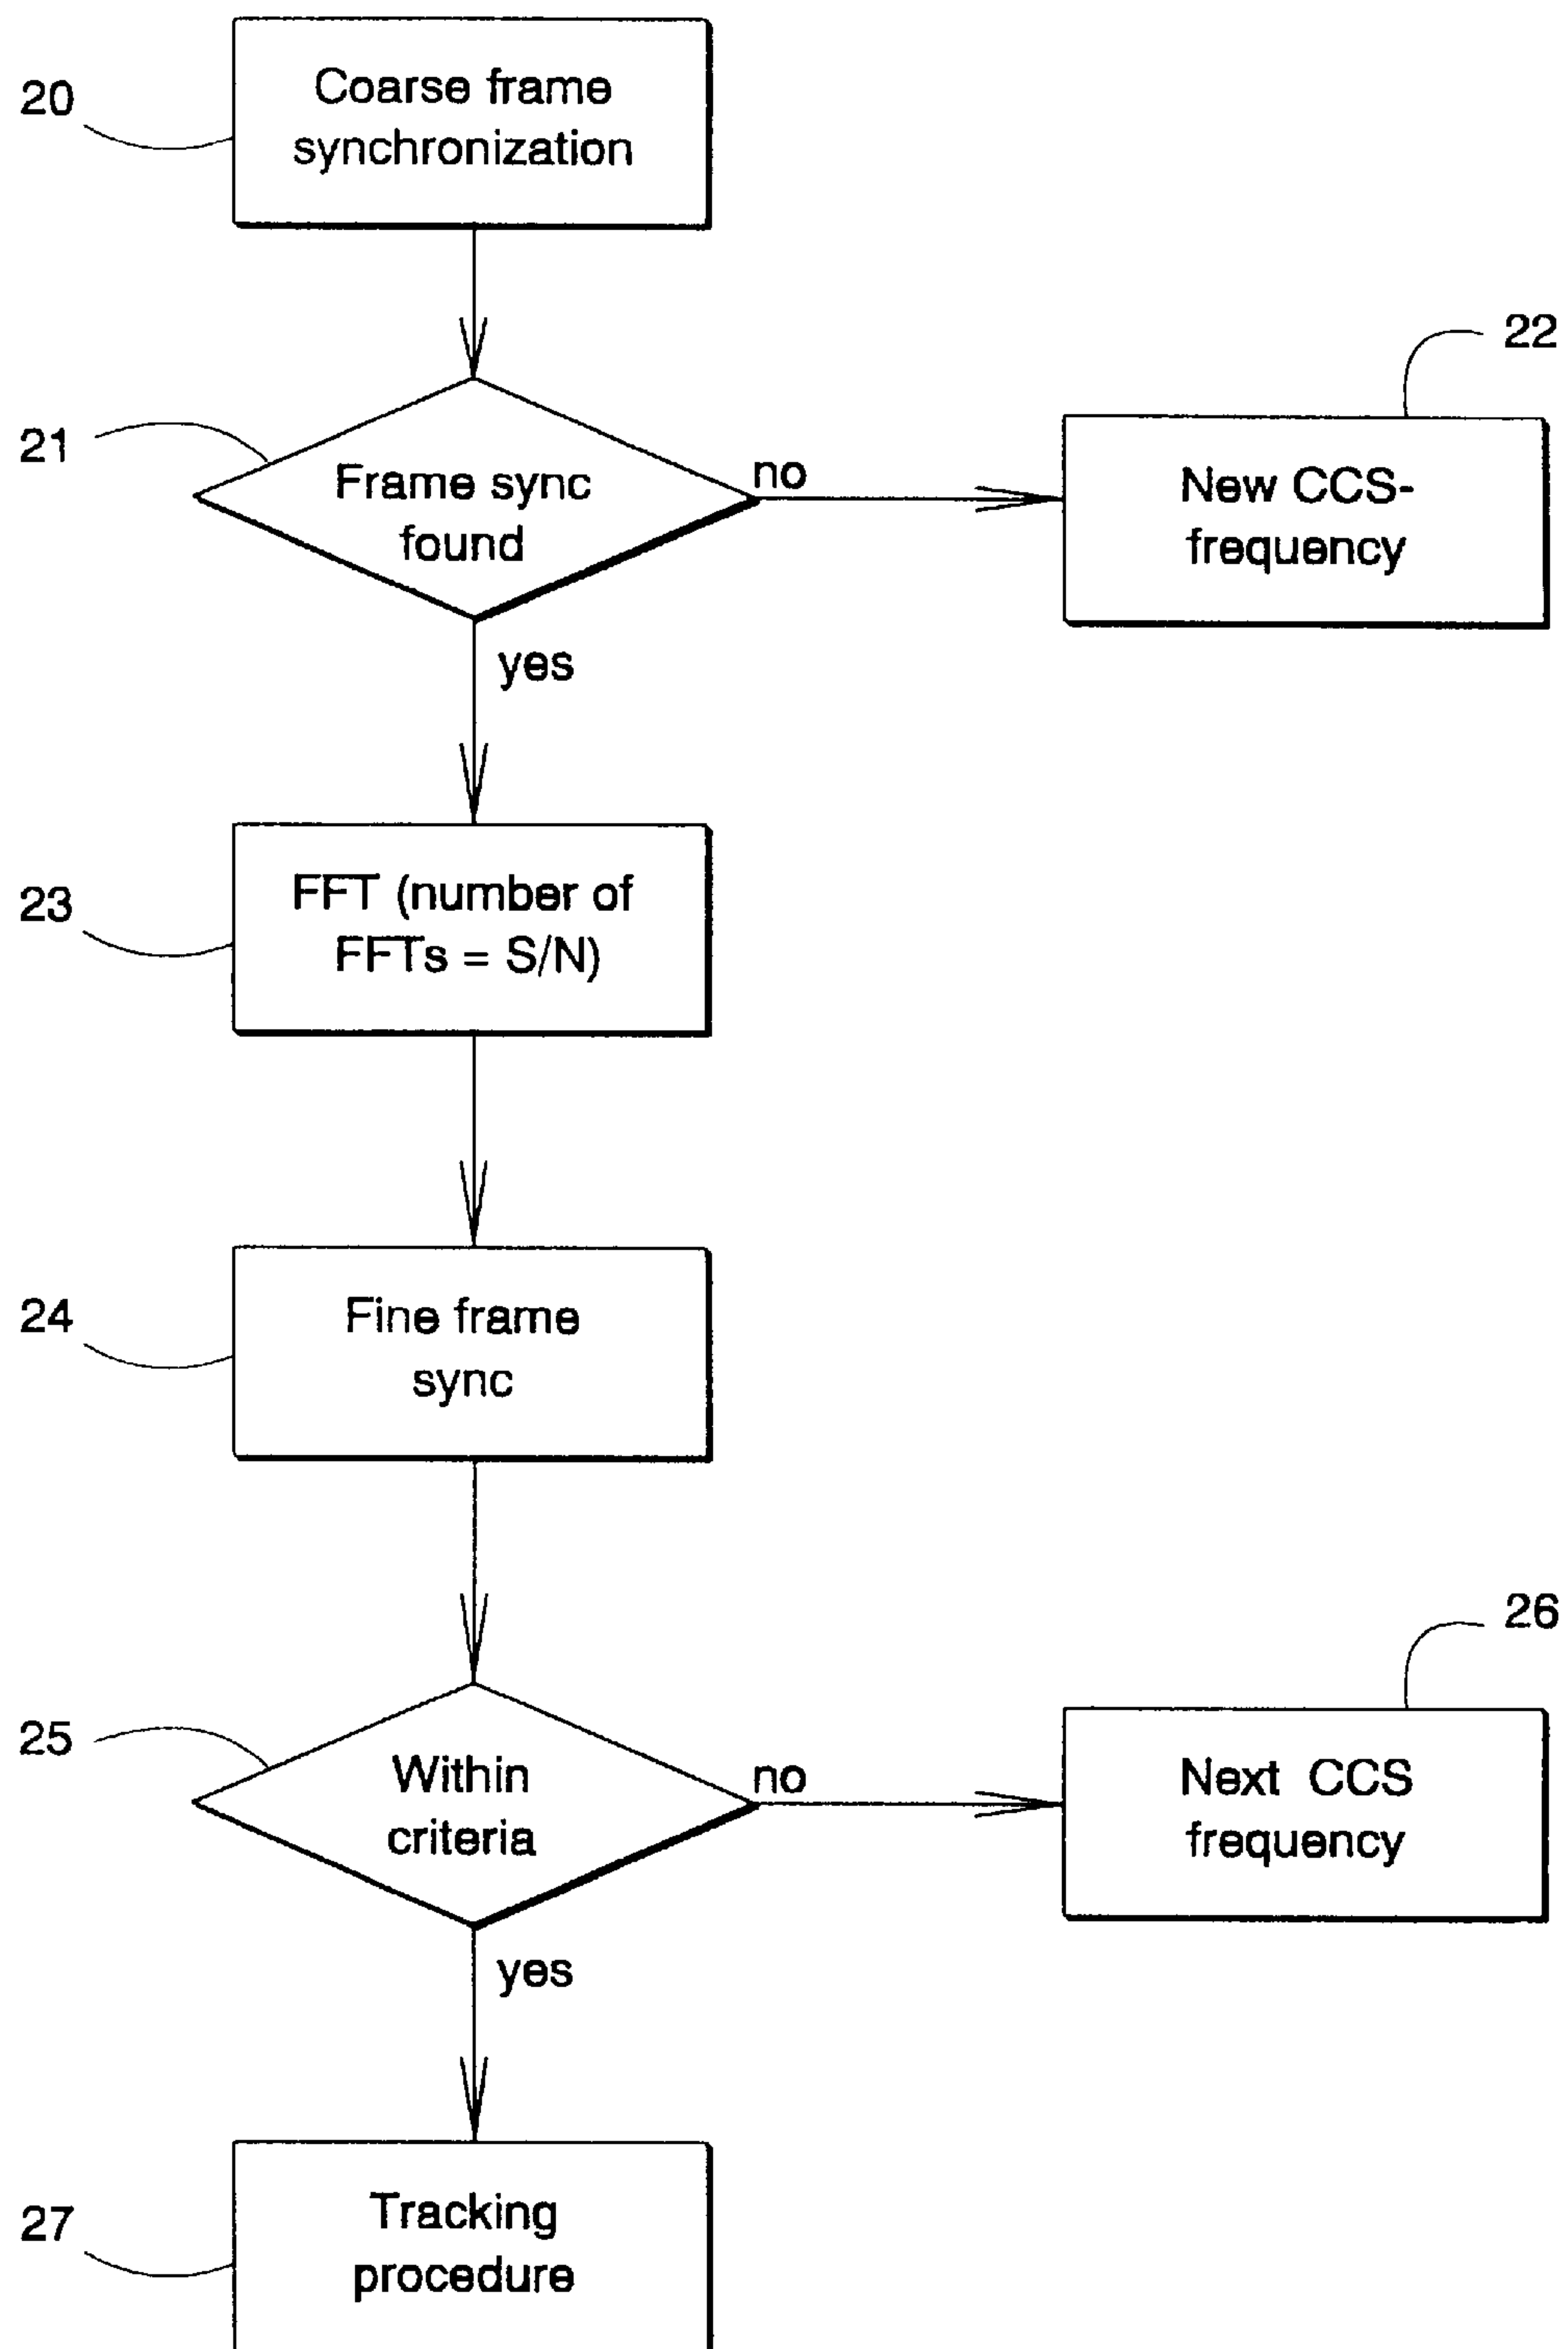 20
Coarse frame
synchronization
21
Frame sync
found
no
22
New CCS-
frequency
yes
23
FFT (number of
FFTs = S/N)
24
Fine frame
sync
25
Within
criteria
no
26
Next CCS
frequency
yes
27
Tracking
procedure